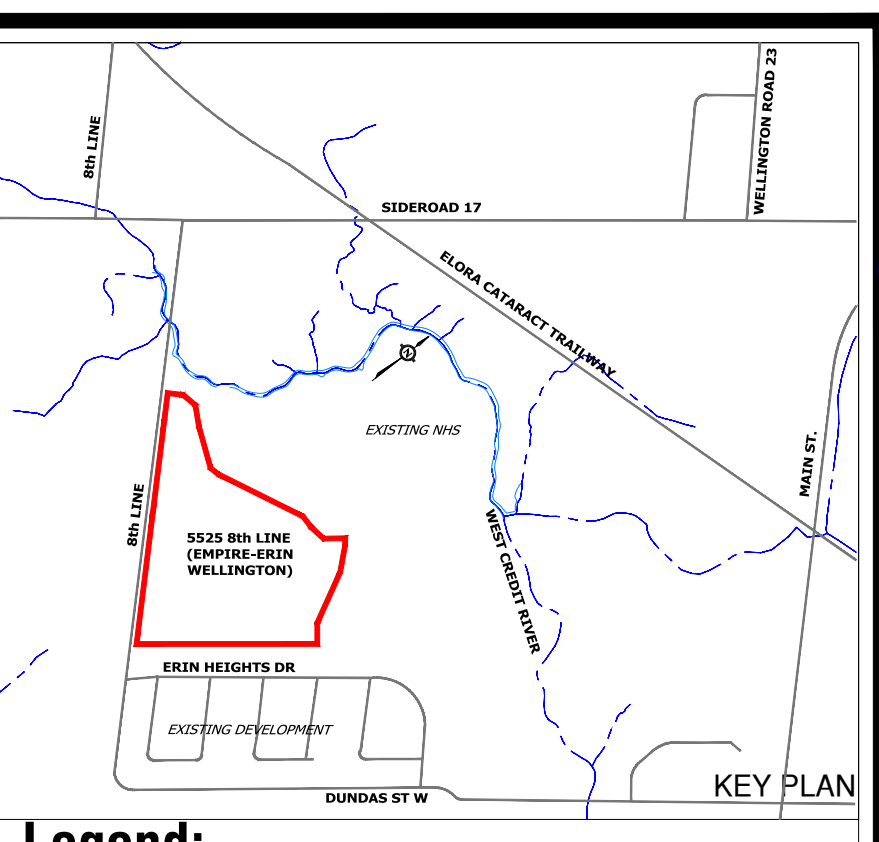 WELLINGTON ROAD 23
8th LINE
SIDEROAD 17
ELORA CATARACT TRAILWAY
N
EXISTING NHS
MAIN ST.
8th LINE
5525 8th LINE
(EMPIRE-ERIN
WELLINGTON)
WEST CREDIT RIVER
ERIN HEIGHTS DR
EXISTING DEVELOPMENT
KEY PLAN
DUNDAS ST W
Legend: